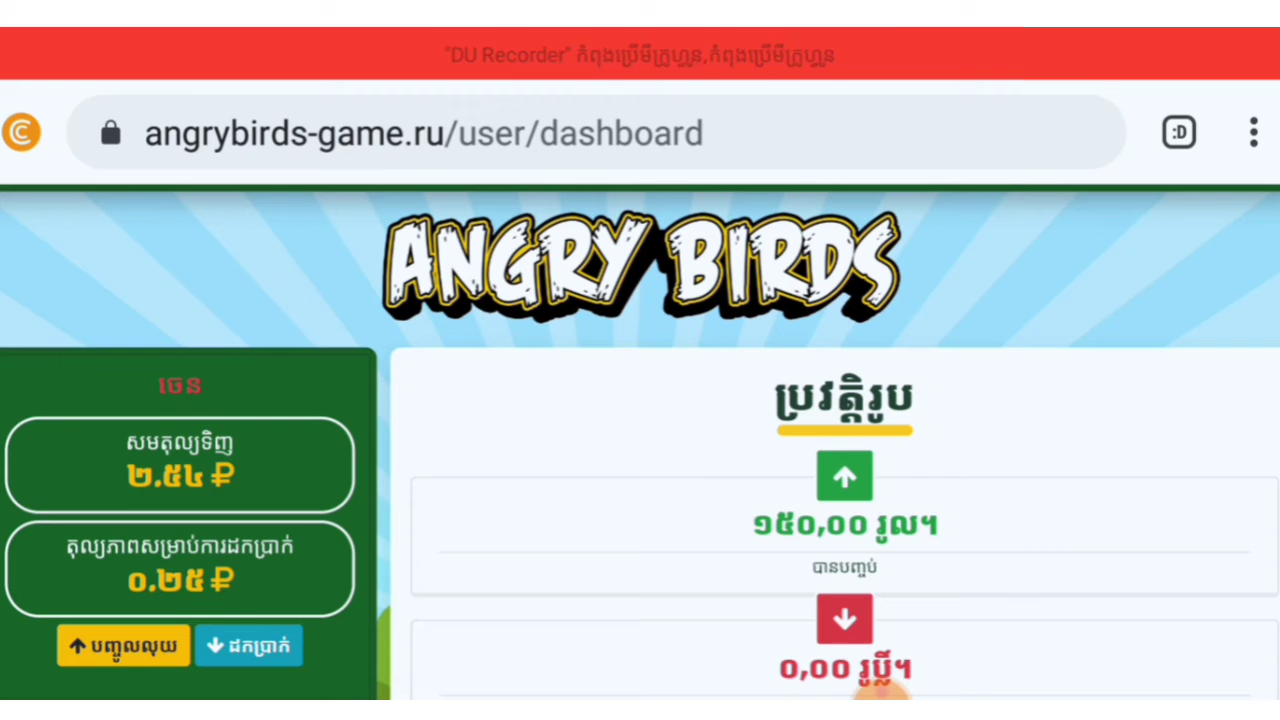 "DU Recorder" កំពុងប្រើមីក្រូហ្វូន,កំពុងប្រើមីក្រូហ្វូន
angrybirds-game.ru/user/dashboard
:D
ANGRY BIRDS
ចេន
សមតុល្យទិញ
២.៥៤ ₽
តុល្យភាពសម្រាប់ការដកប្រាក់
០.២៥ ₽
បញ្ចូលលុយ
ដកប្រាក់
ប្រវត្តិរូប
១៥០,០០ រូល។
បានបញ្ចប់
០,០០ រូប្លិ៍។